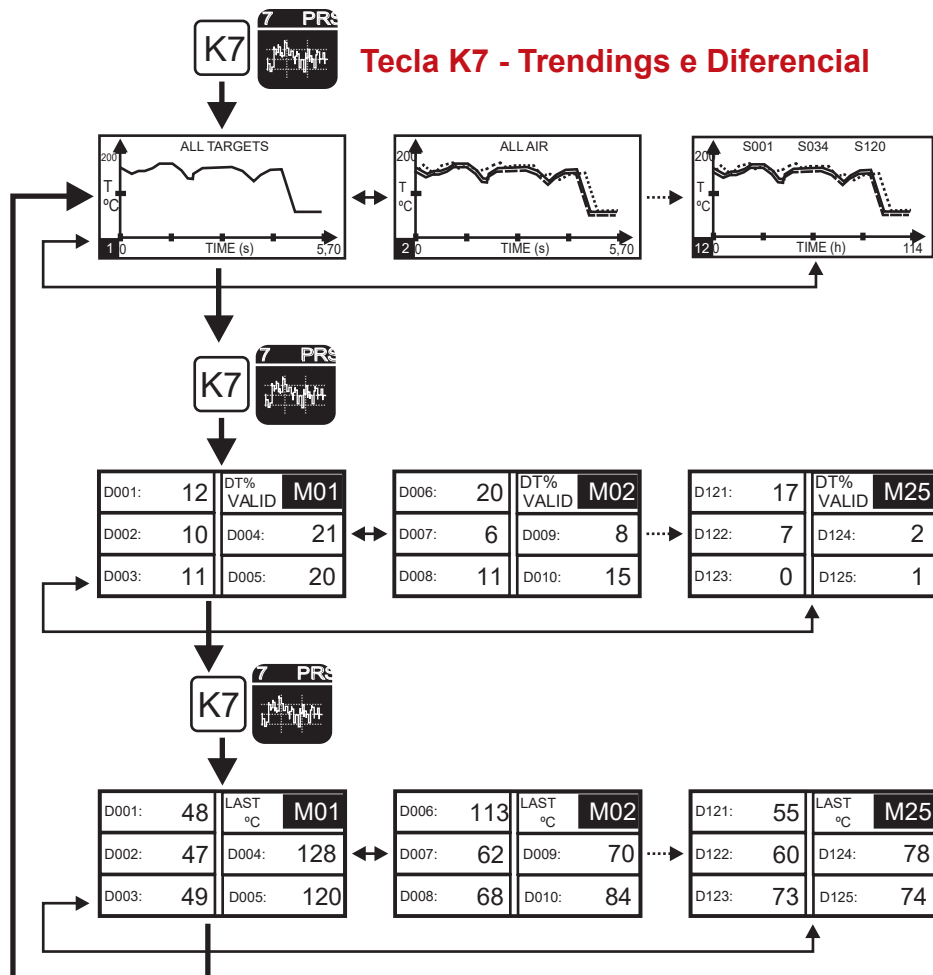 7 PRS
K7
Tecla K7 - Trendings e Diferencial
ALL TARGETS
200
T
ºC
1 0 TIME (s) 5,70
ALL AIR
200
T
ºC
2 0 TIME (s) 5,70
S001 S034 S120
200
T
ºC
12 0 TIME (h) 114
7 PRS
K7
D001: 12 DT% VALID M01
D002: 10 D004: 21
D003: 11 D005: 20
D006: 20 DT% VALID M02
D007: 6 D009: 8
D008: 11 D010: 15
D121: 17 DT% VALID M25
D122: 7 D124: 2
D123: 0 D125: 1
7 PRS
K7
D001: 48 LAST ºC M01
D002: 47 D004: 128
D003: 49 D005: 120
D006: 113 LAST ºC M02
D007: 62 D009: 70
D008: 68 D010: 84
D121: 55 LAST ºC M25
D122: 60 D124: 78
D123: 73 D125: 74